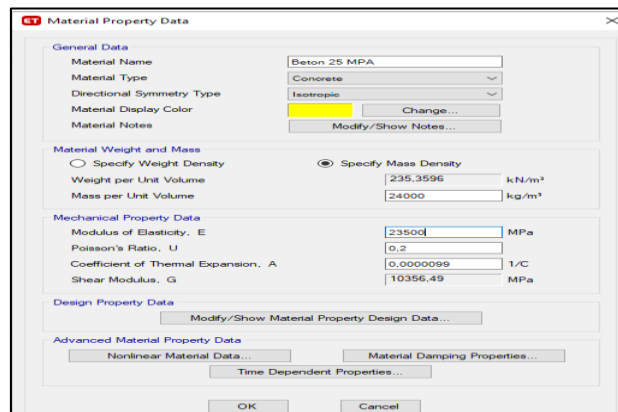 ET Material Property Data
General Data
Material Name Beton 25 MPA
Material Type Concrete
Directional Symmetry Type Isotropic
Material Display Color Change...
Material Notes Modify/Show Notes...
Material Weight and Mass
Specify Weight Density Specify Mass Density
Weight per Unit Volume 235,3596 kN/m³
Mass per Unit Volume 24000 kg/m³
Mechanical Property Data
Modulus of Elasticity, E 23500 MPa
Poisson's Ratio, U 0,2
Coefficient of Thermal Expansion, A 0,0000099 1/C
Shear Modulus, G 10356,49 MPa
Design Property Data
Modify/Show Material Property Design Data...
Advanced Material Property Data
Nonlinear Material Data... Material Damping Properties...
Time Dependent Properties...
OK Cancel